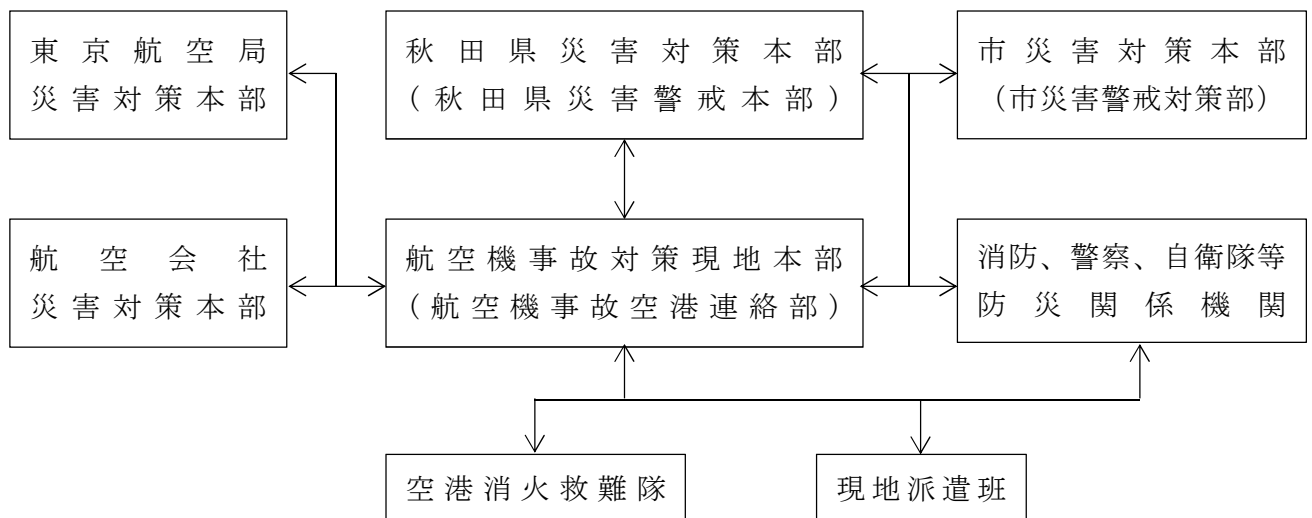 東京航空局
災害対策本部
秋田県災害対策本部
(秋田県災害警戒本部)
市災害対策本部
(市災害警戒対策部)
航空会社
災害対策本部
航空機事故対策現地本部
(航空機事故空港連絡部)
消防、警察、自衛隊等
防災関係機関
空港消火救難隊
現地派遣班